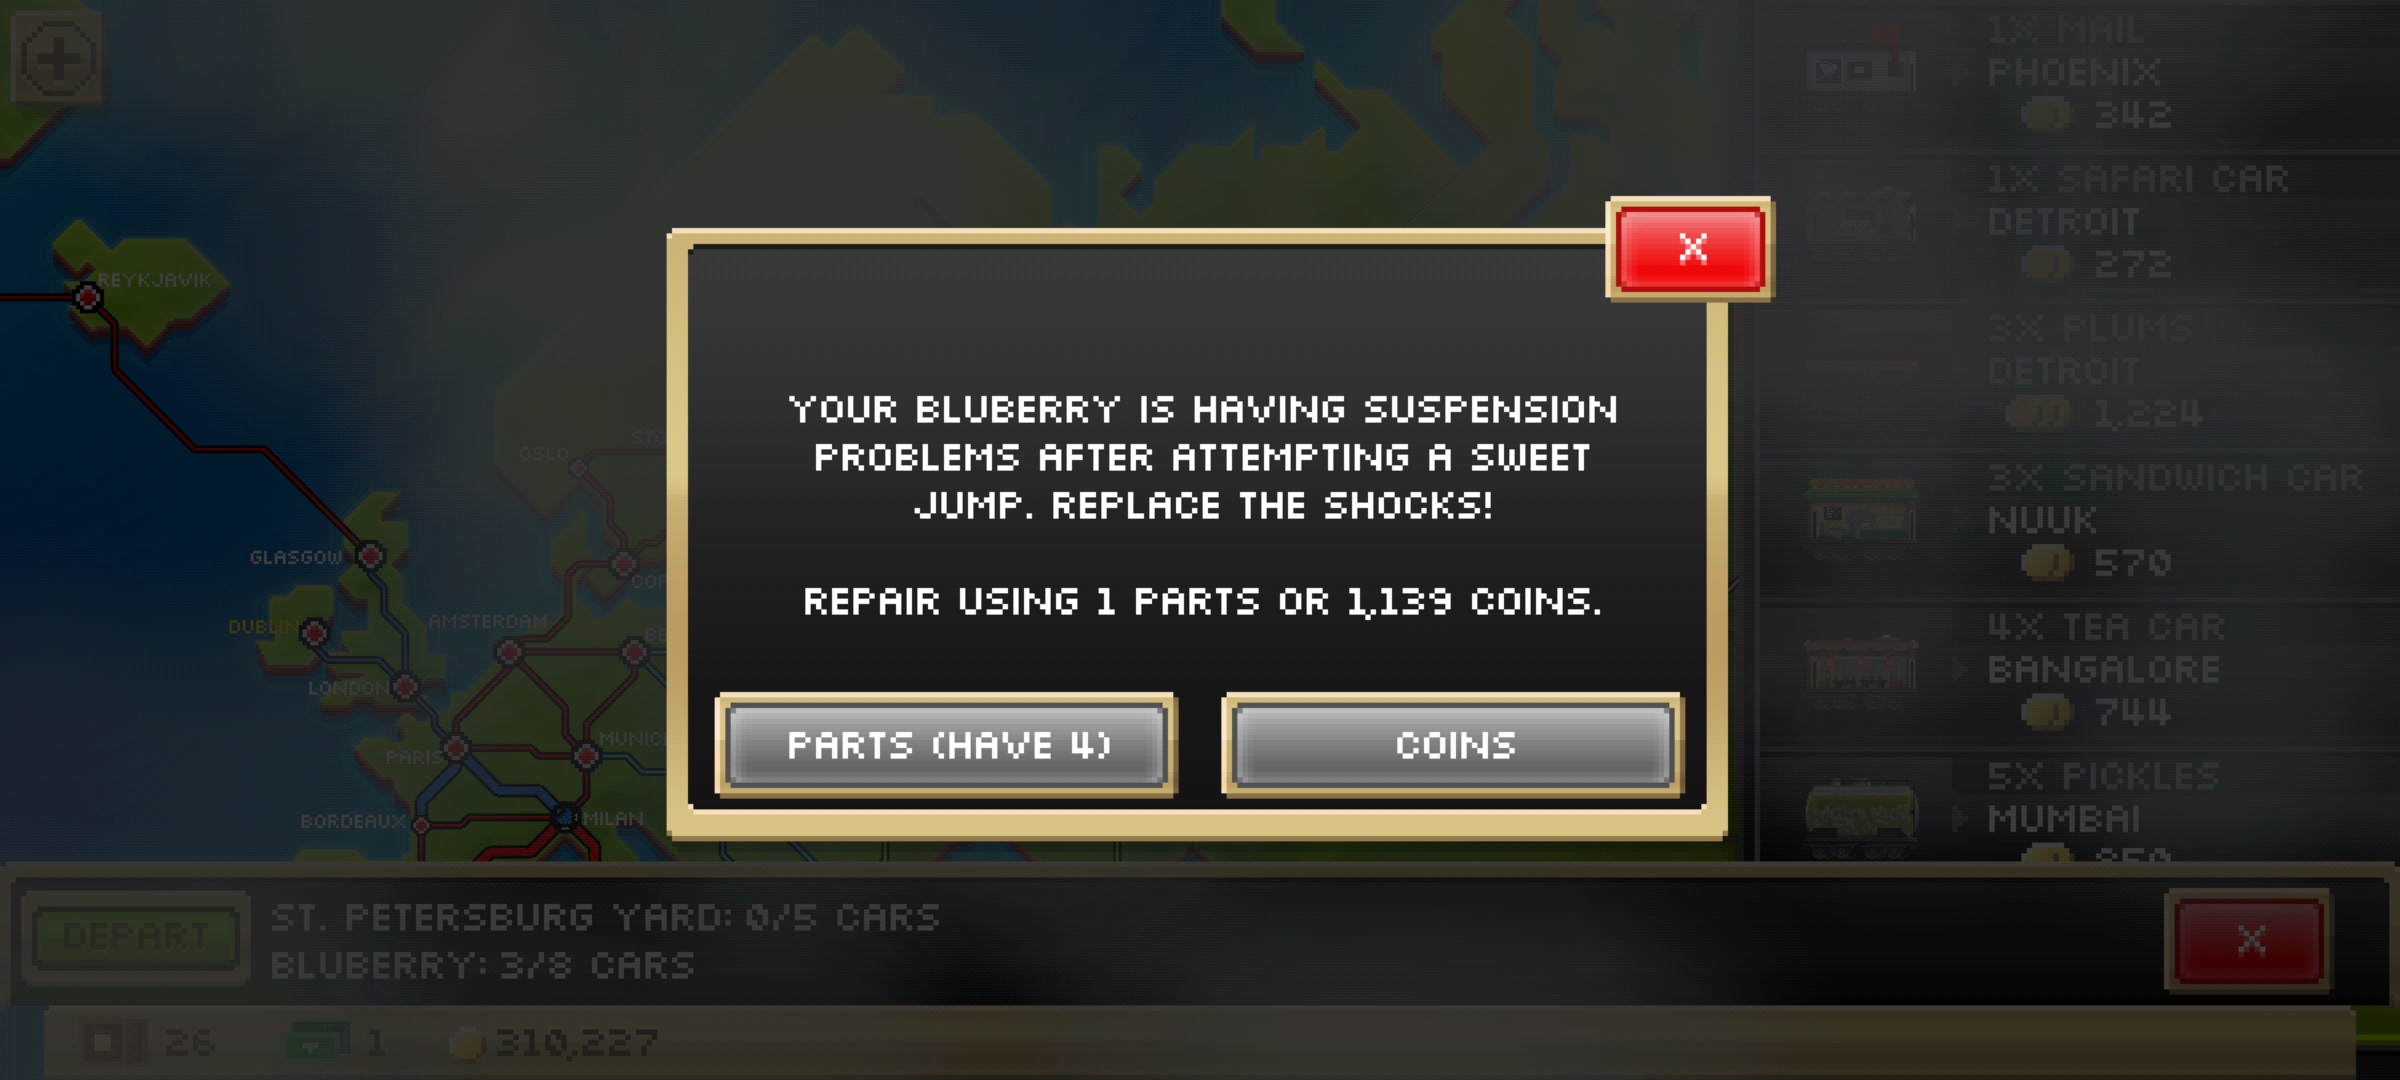 REYKJAVIK
OSLO
GLASGOW
DUBLIN
AMSTERDAM
LONDON
PARIS
BORDEAUX
MILAN
1X MAIL
PHOENIX
342
1X SAFARI CAR
DETROIT
272
3X PLUMS
DETROIT
1,224
3X SANDWICH CAR
NUUK
570
4X TEA CAR
BANGALORE
744
5X PICKLES
MUMBAI
X
YOUR BLUBERRY IS HAVING SUSPENSION
PROBLEMS AFTER ATTEMPTING A SWEET
JUMP. REPLACE THE SHOCKS!
REPAIR USING 1 PARTS OR 1,139 COINS.
PARTS (HAVE 4)
COINS
DEPART
ST. PETERSBURG YARD: 0/5 CARS
BLUBERRY: 3/8 CARS
X
26
1
310,227